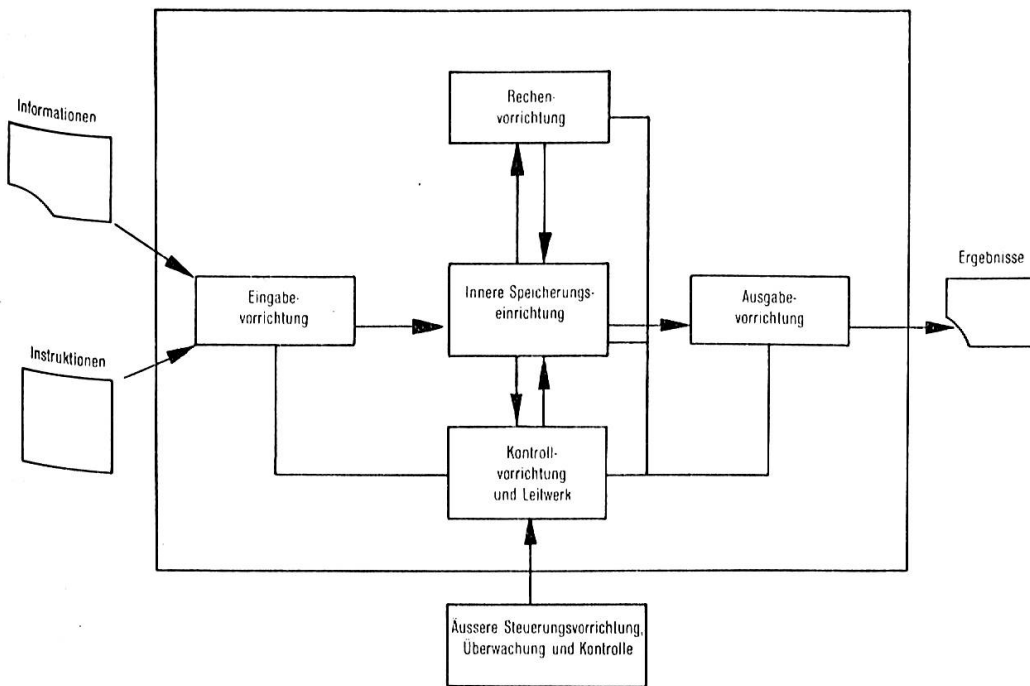 Informationen
Instruktionen
Eingabe-
vorrichtung
Rechen-
vorrichtung
Innere Speicherungs-
einrichtung
Kontroll-
vorrichtung
und Leitwerk
Ausgabe-
vorrichtung
Ergebnisse
Äussere Steuerungsvorrichtung,
Überwachung und Kontrolle